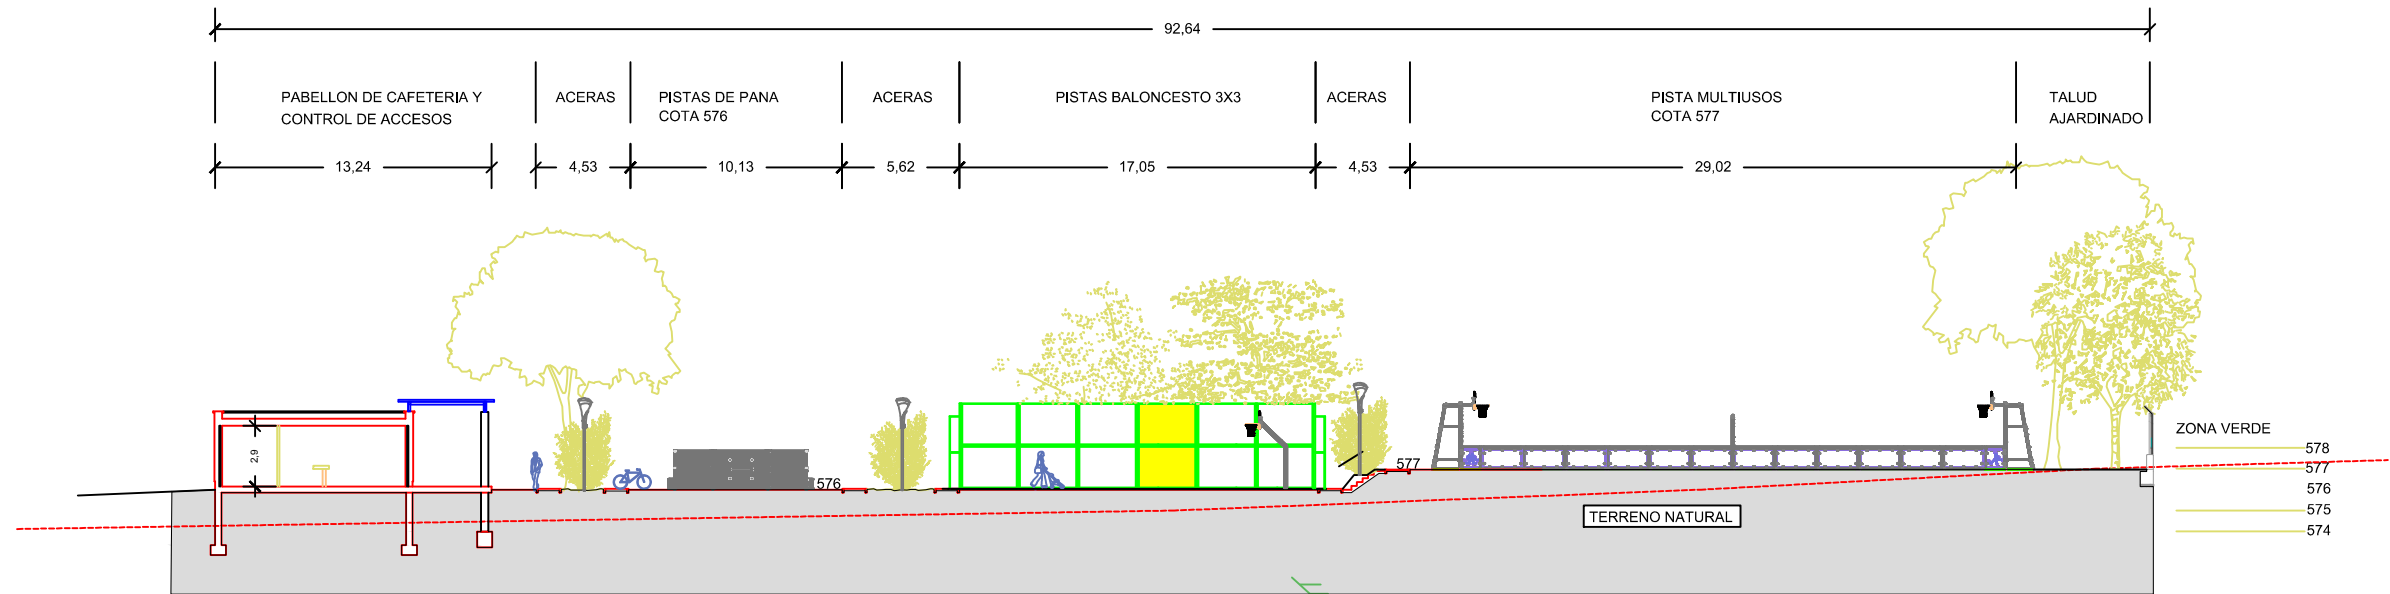 92,64
PABELLON DE CAFETERIA Y
CONTROL DE ACCESOS
ACERAS
PISTAS DE PANA
COTA 576
ACERAS
PISTAS BALONCESTO 3X3
ACERAS
PISTA MULTIUSOS
COTA 577
TALUD
AJARDINADO
13,24
4,53
10,13
5,62
17,05
4,53
29,02
2,9
576
577
TERRENO NATURAL
ZONA VERDE
578
577
576
575
574